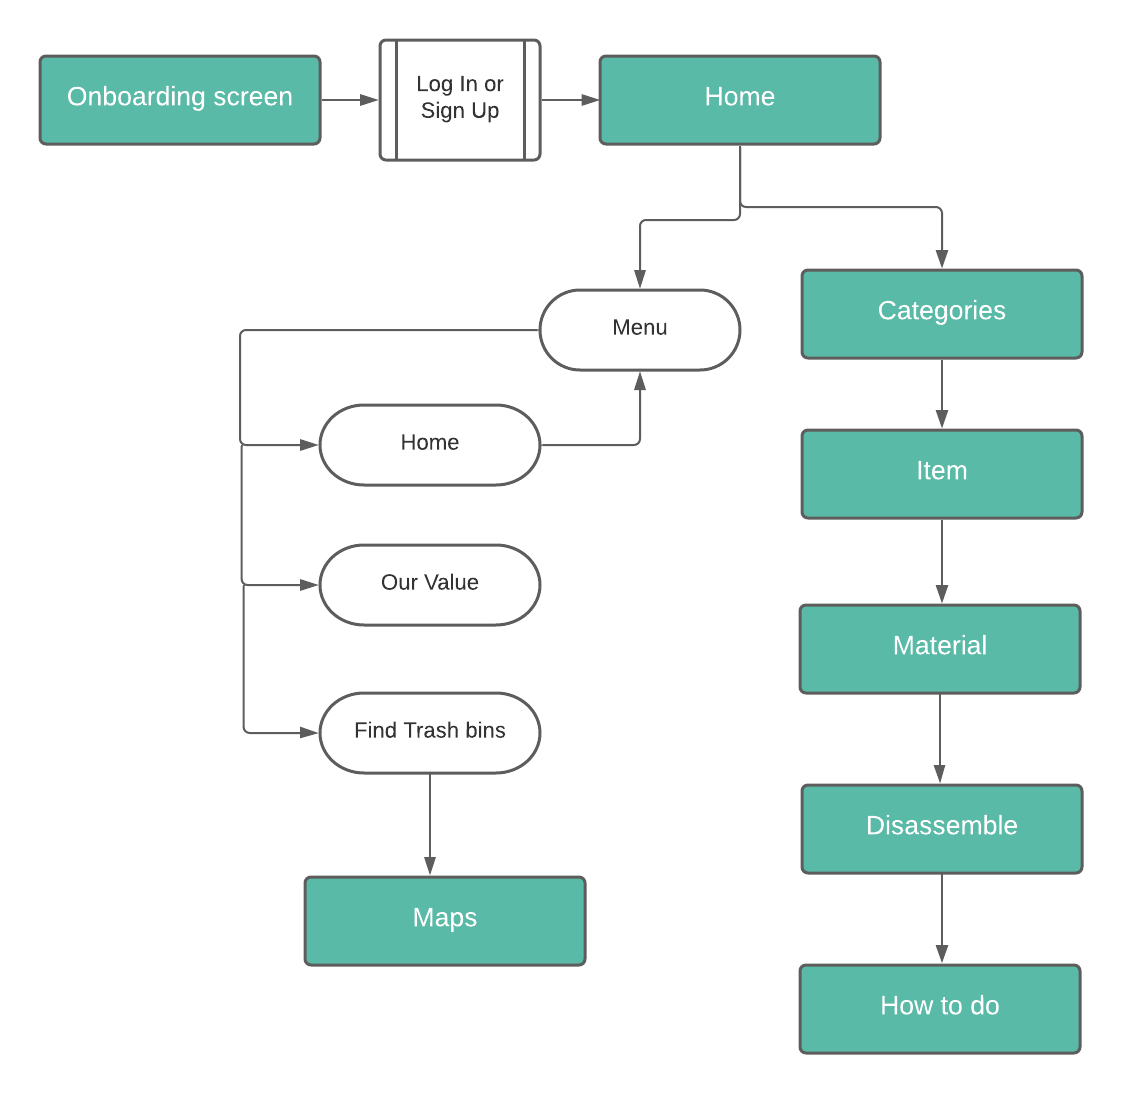 Onboarding screen
Log In or
Sign Up
Home
Menu
Categories
Home
Item
Our Value
Material
Find Trash bins
Disassemble
Maps
How to do